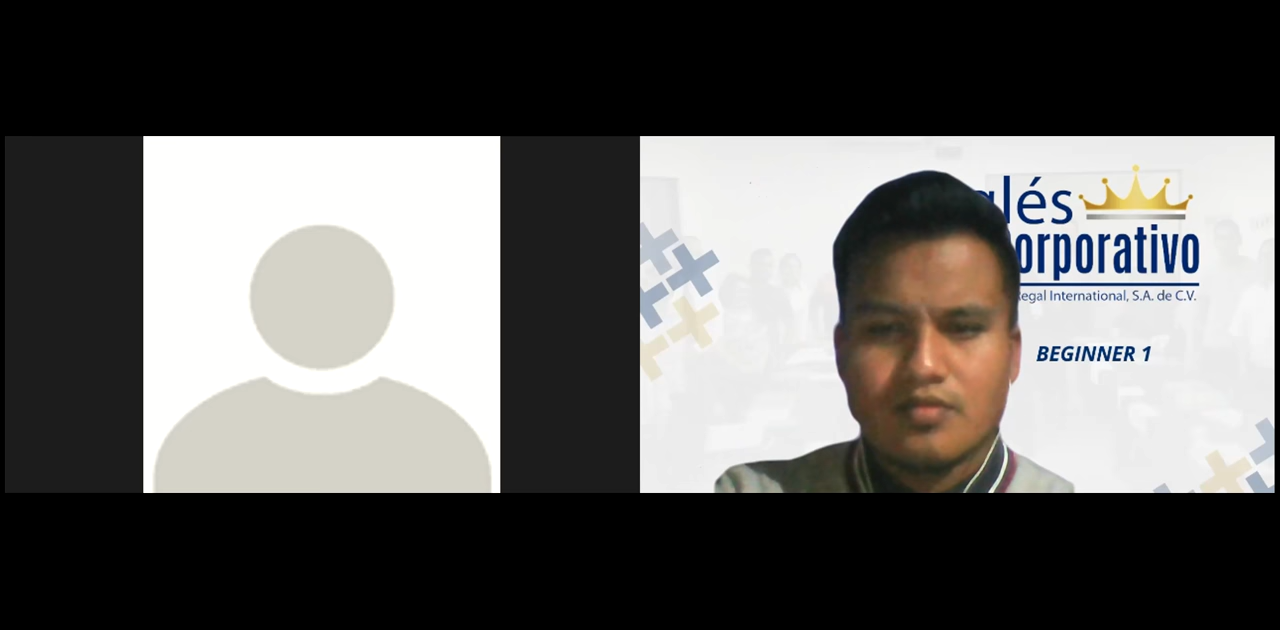 glés
orporativo
Regal International, S.A. de C.V.
BEGINNER 1